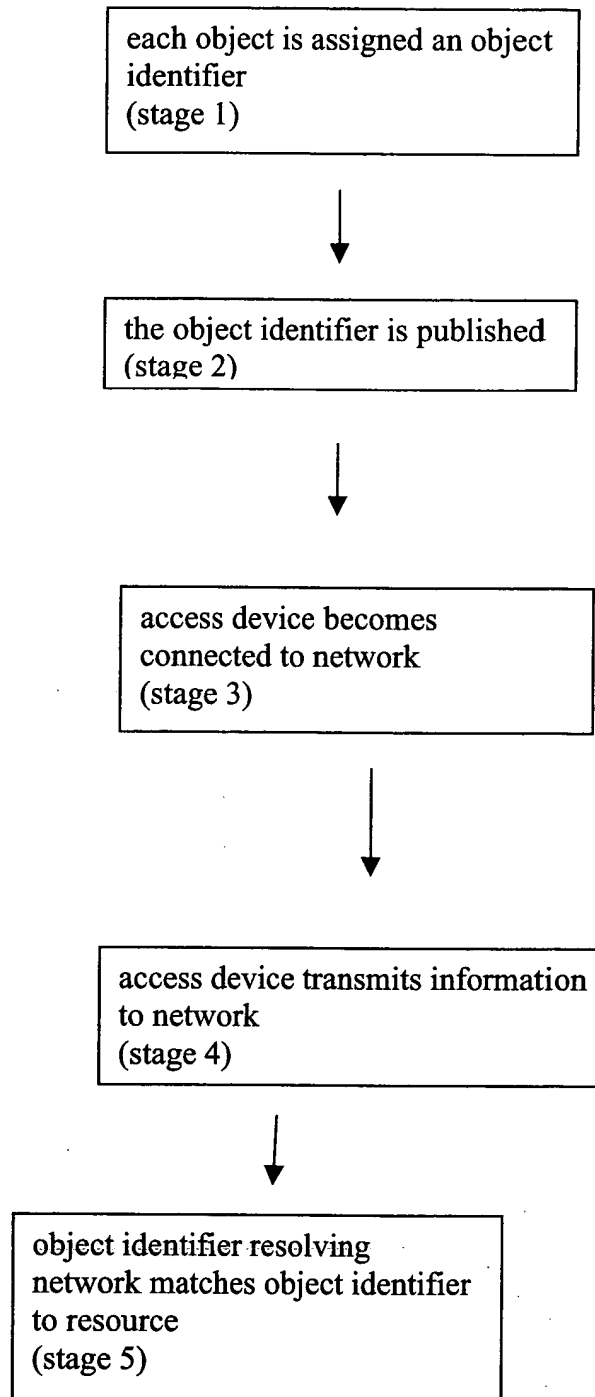 each object is assigned an object
identifier
(stage 1)
the object identifier is published
(stage 2)
access device becomes
connected to network
(stage 3)
access device transmits information
to network
(stage 4)
object identifier resolving
network matches object identifier
to resource
(stage 5)